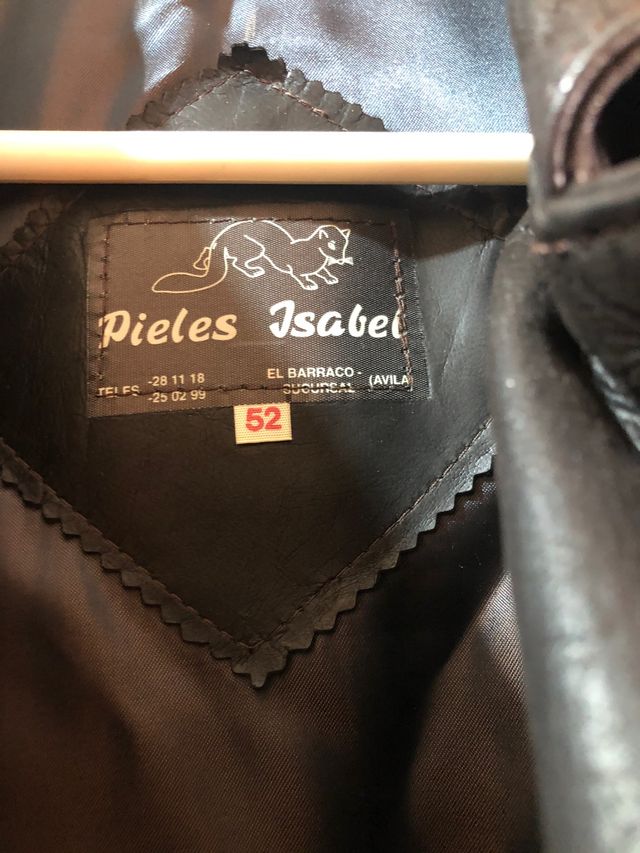 Pieles Isabel
TELES -28 11 18
-25 02 99
EL BARRACO -
SUCURSAL (AVILA)
52